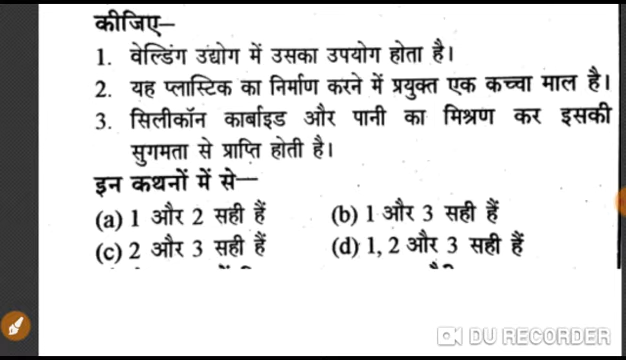 कीजिए—
1. वेल्डिंग उद्योग में उसका उपयोग होता है।
2. यह प्लास्टिक का निर्माण करने में प्रयुक्त एक कच्चा माल है।
3. सिलीकॉन कार्बाइड और पानी का मिश्रण कर इसकी
सुगमता से प्राप्ति होती है।
इन कथनों में से—
(a) 1 और 2 सही हैं (b) 1 और 3 सही हैं
(c) 2 और 3 सही हैं (d) 1, 2 और 3 सही हैं
DU RECORDER